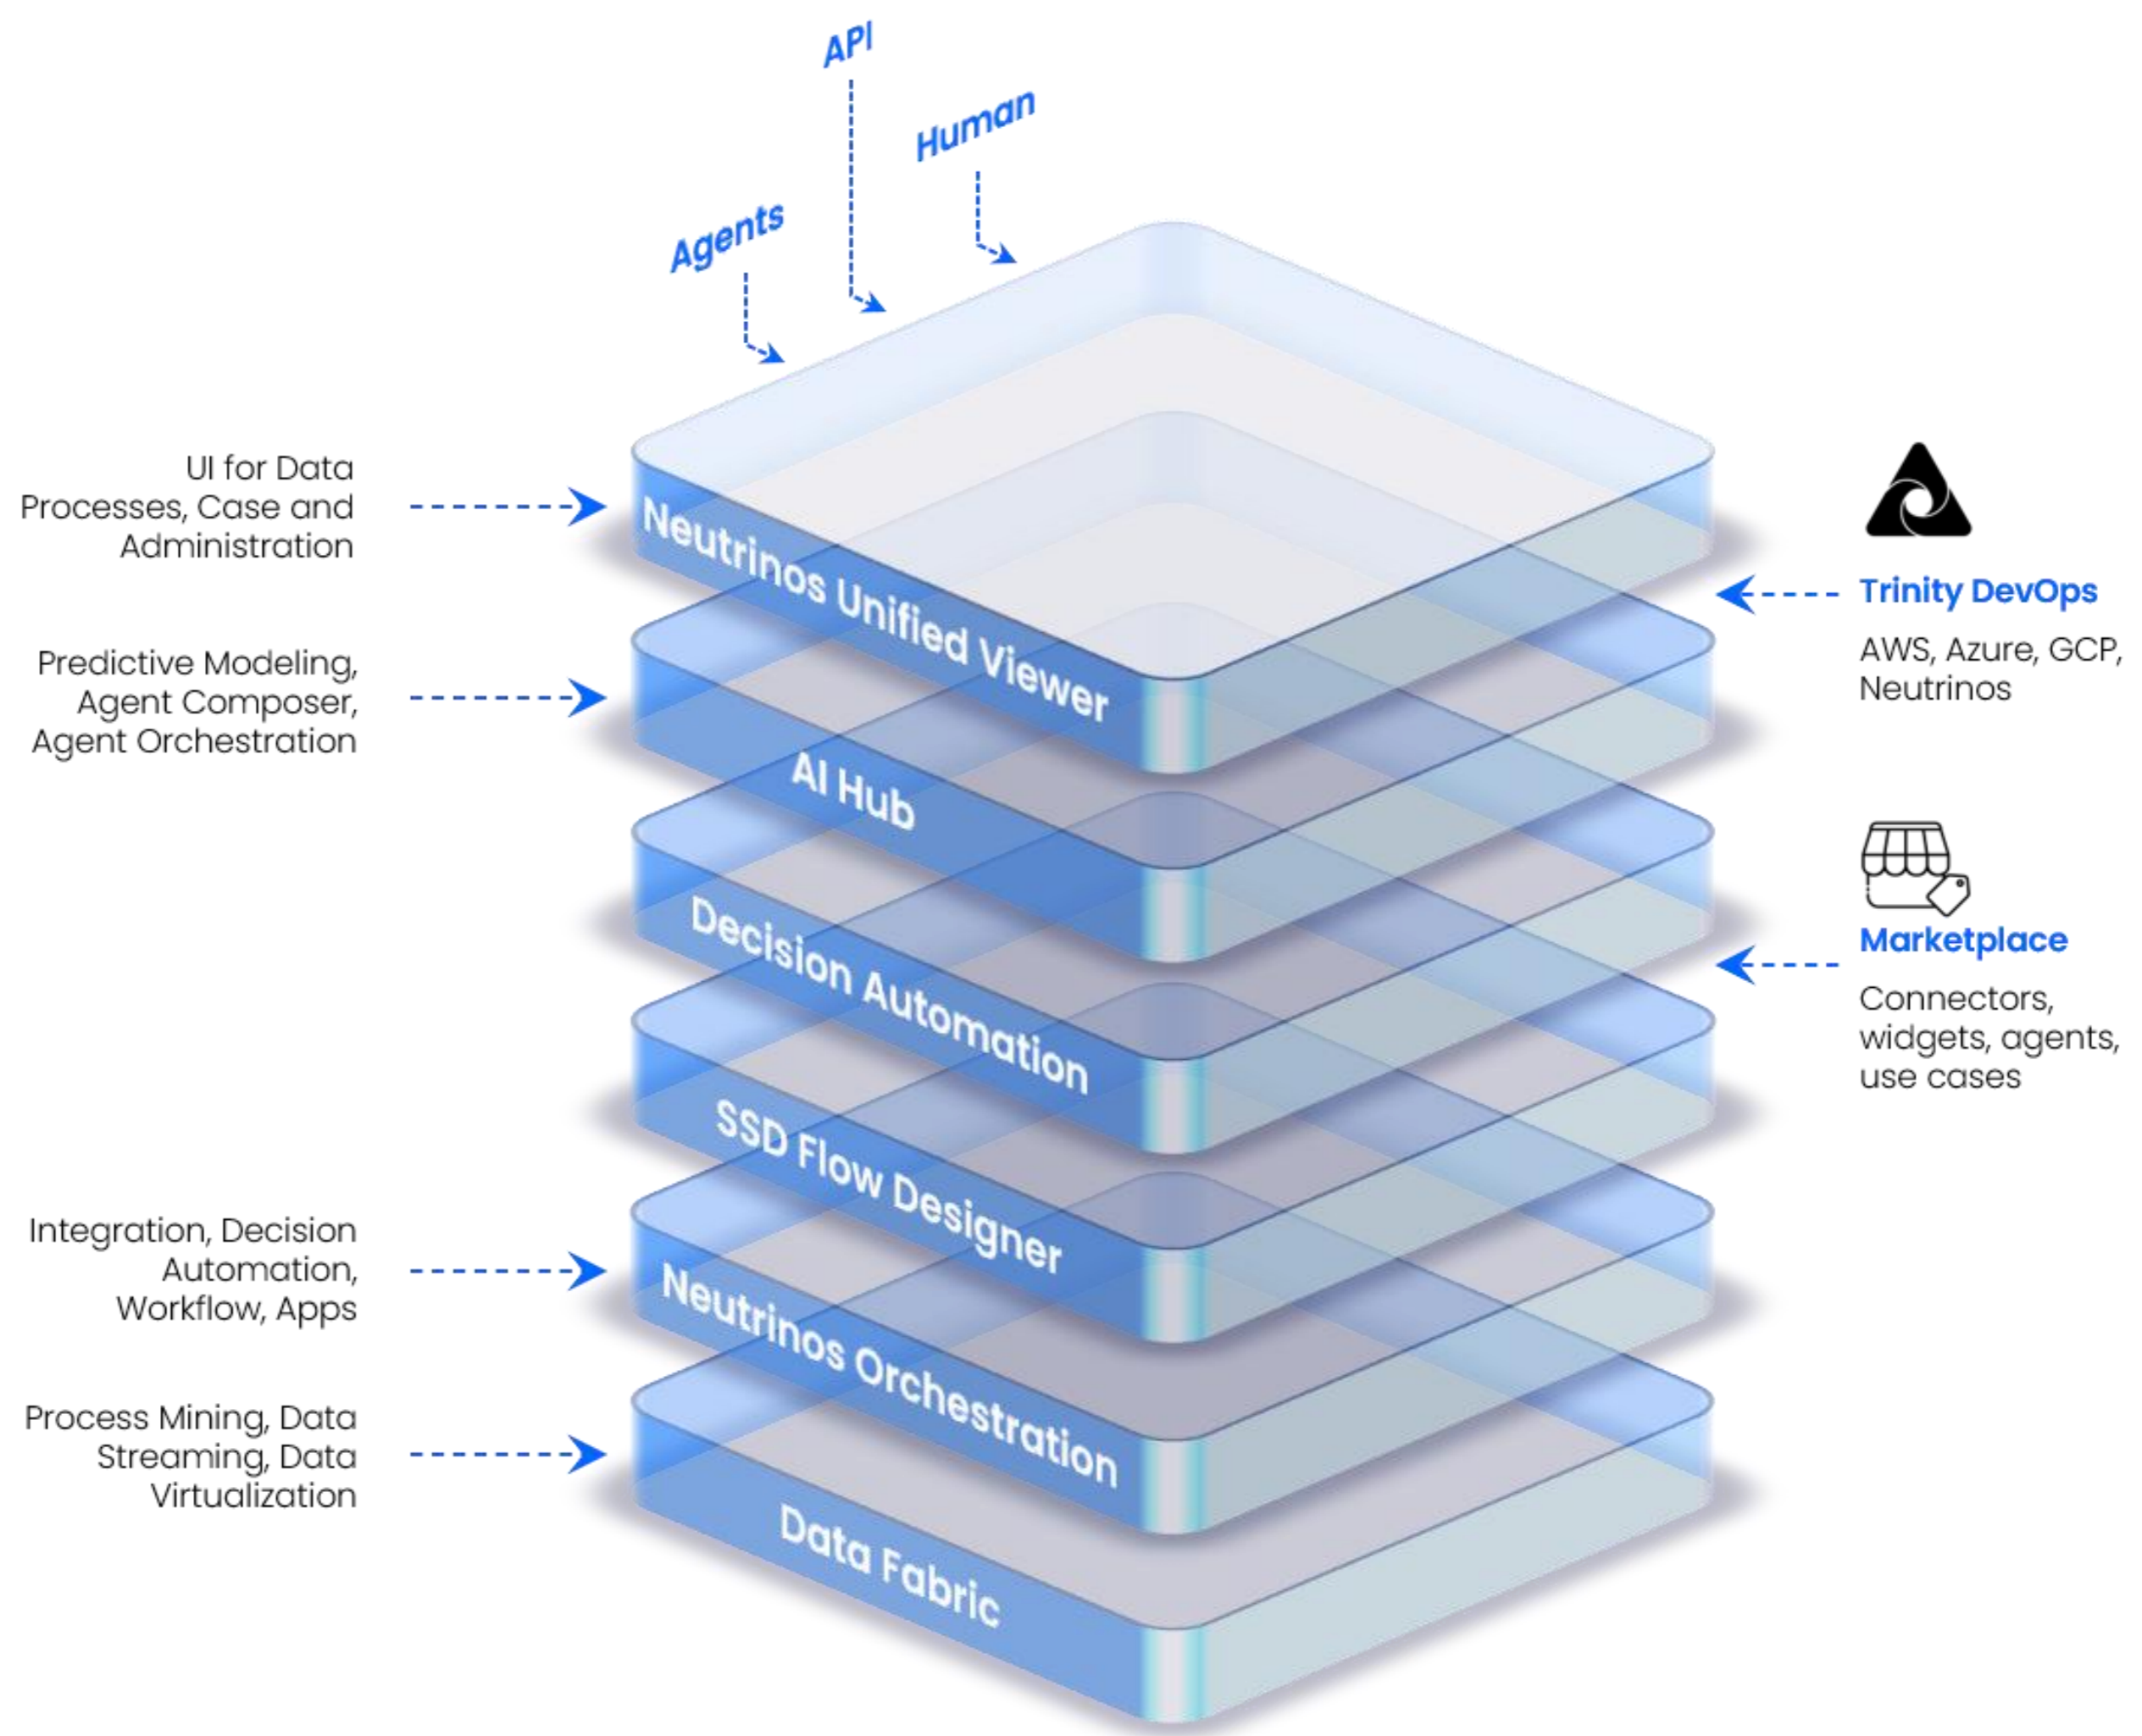 API
Human
Agents
UI for Data
Processes, Case and
Administration
Neutrinos Unified Viewer
Trinity DevOps
AWS, Azure, GCP,
Neutrinos
Predictive Modeling,
Agent Composer,
Agent Orchestration
AI Hub
Decision Automation
Marketplace
Connectors,
widgets, agents,
use cases
SSD Flow Designer
Integration, Decision
Automation,
Workflow, Apps
Neutrinos Orchestration
Process Mining, Data
Streaming, Data
Virtualization
Data Fabric